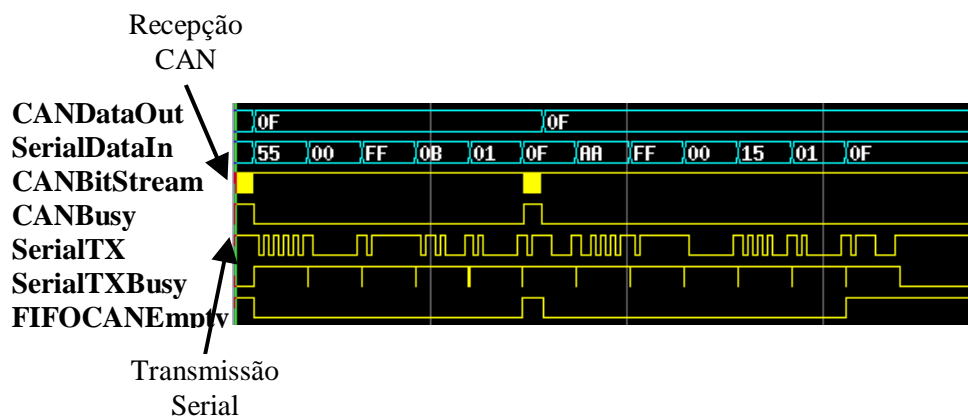 Recepção
CAN
CANDataOut 0F 0F
SerialDataIn 55 00 FF 0B 01 0F AA FF 00 15 01 0F
CANBitStream
CANBusy
SerialTX
SerialTXBusy
FIFOCANEmpty
Transmissão
Serial